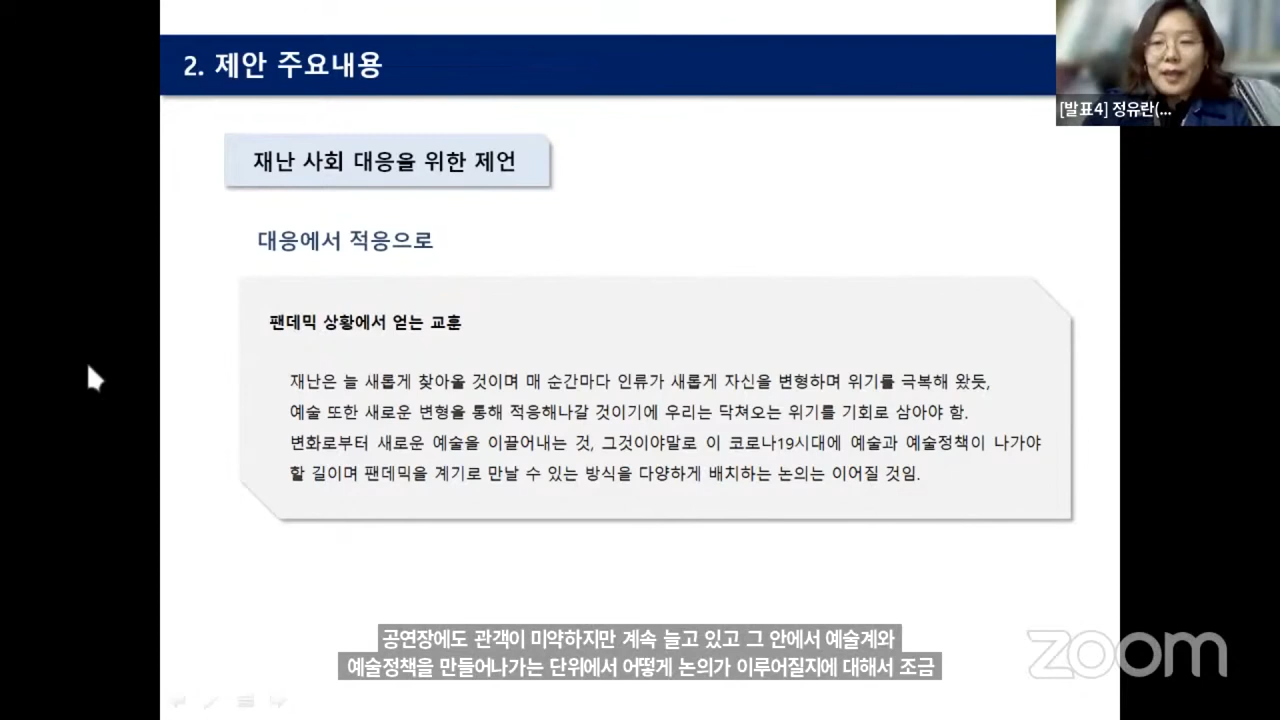 2. 제안 주요내용
[발표4] 정유란(...
재난 사회 대응을 위한 제언
대응에서 적응으로
팬데믹 상황에서 얻는 교훈
재난은 늘 새롭게 찾아올 것이며 매 순간마다 인류가 새롭게 자신을 변형하며 위기를 극복해 왔듯,
예술 또한 새로운 변형을 통해 적응해나갈 것이기에 우리는 닥쳐오는 위기를 기회로 삼아야 함.
변화로부터 새로운 예술을 이끌어내는 것, 그것이야말로 이 코로나19시대에 예술과 예술정책이 나가야
할 길이며 팬데믹을 계기로 만날 수 있는 방식을 다양하게 배치하는 논의는 이어질 것임.
공연장에도 관객이 미약하지만 계속 늘고 있고 그 안에서 예술계와
예술정책을 만들어나가는 단위에서 어떻게 논의가 이루어질지에 대해서 조금
zoom